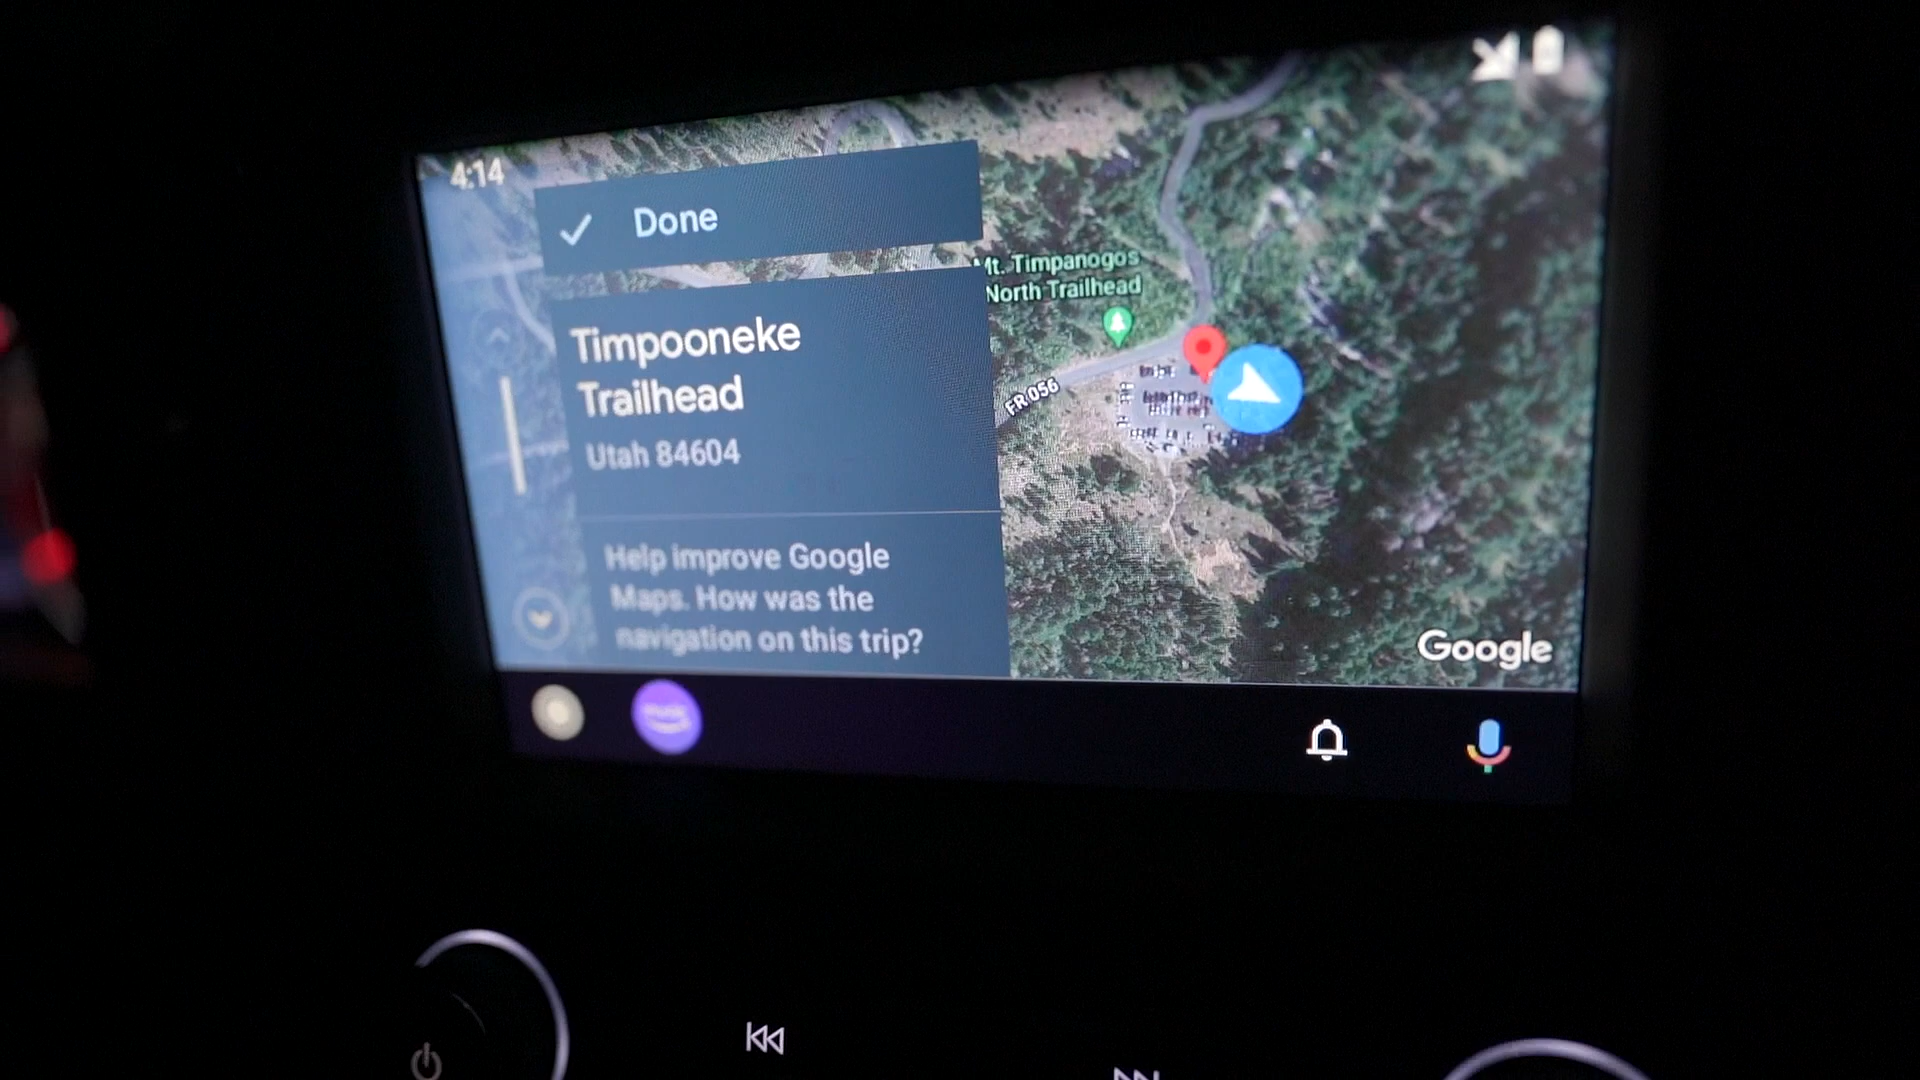 4:14
Done
Mt. Timpanogos
North Trailhead
Timpooneke
Trailhead
Utah 84604
FR 056
Help improve Google
Maps. How was the
navigation on this trip?
Google